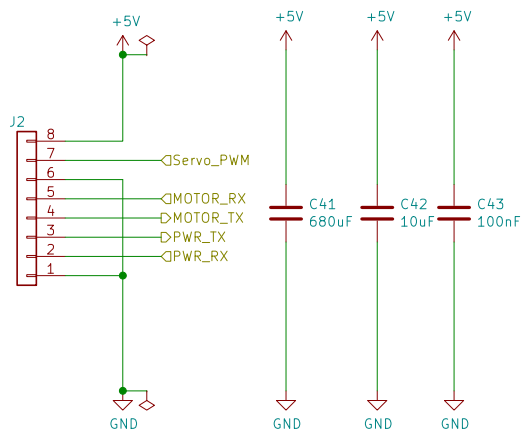 +5V
+5V
+5V
+5V
J2
8
7
Servo_PWM
6
5
MOTOR_RX
4
MOTOR_TX
3
PWR_TX
2
PWR_RX
1
C41
680uF
C42
10uF
C43
100nF
GND
GND
GND
GND